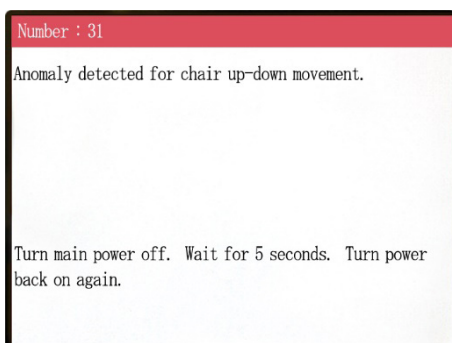 Number : 31
Anomaly detected for chair up-down movement.
Turn main power off. Wait for 5 seconds. Turn power
back on again.